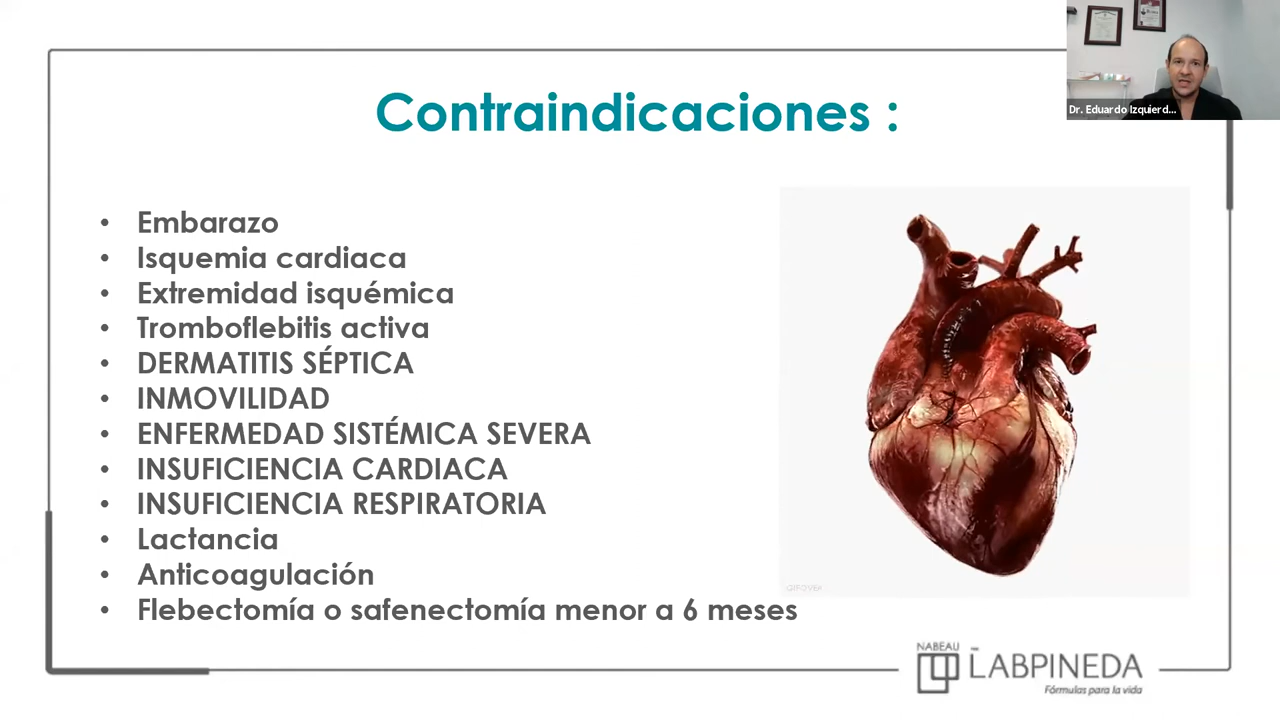 Contraindicaciones :
Dr. Eduardo Izquierd...
• Embarazo
• Isquemia cardiaca
• Extremidad isquémica
• Tromboflebitis activa
• DERMATITIS SÉPTICA
• INMOVILIDAD
• ENFERMEDAD SISTÉMICA SEVERA
• INSUFICIENCIA CARDIACA
• INSUFICIENCIA RESPIRATORIA
• Lactancia
• Anticoagulación
• Flebectomía o safenectomía menor a 6 meses
NABEAU
LABPINEDA
Fórmulas para la vida